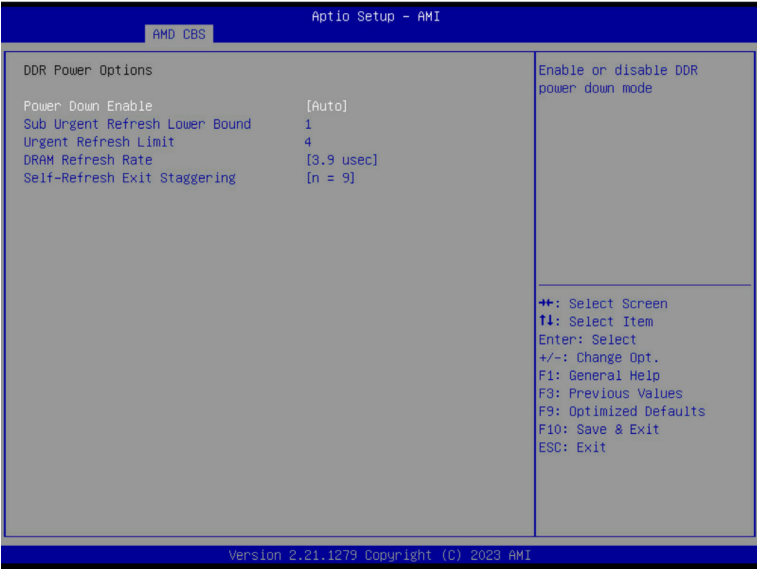 Aptio Setup – AMI
AMD CBS
DDR Power Options
Power Down Enable [Auto]
Sub Urgent Refresh Lower Bound 1
Urgent Refresh Limit 4
DRAM Refresh Rate [3.9 usec]
Self-Refresh Exit Staggering [n = 9]
Enable or disable DDR
power down mode
→←: Select Screen
↑↓: Select Item
Enter: Select
+/-: Change Opt.
F1: General Help
F3: Previous Values
F9: Optimized Defaults
F10: Save & Exit
ESC: Exit
Version 2.21.1279 Copyright (C) 2023 AMI